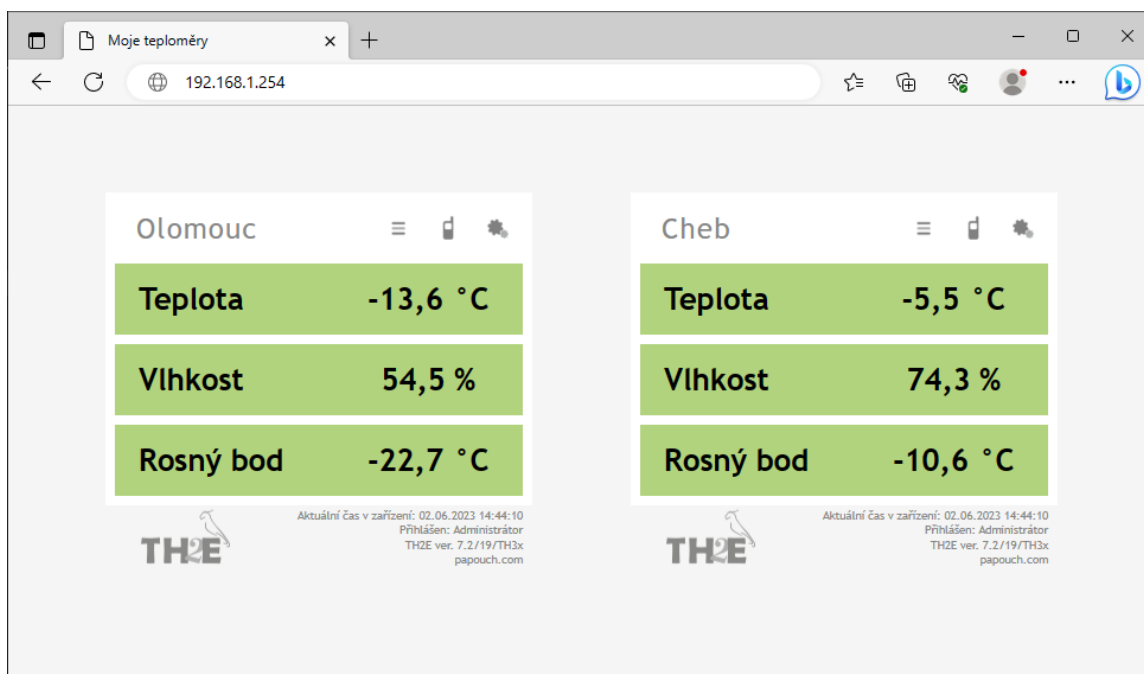 Moje teploměry
192.168.1.254
Olomouc
Teplota -13,6 °C
Vlhkost 54,5 %
Rosný bod -22,7 °C
TH2E
Aktuální čas v zařízení: 02.06.2023 14:44:10
Přihlášen: Administrátor
TH2E ver. 7.2/19/TH3x
papouch.com
Cheb
Teplota -5,5 °C
Vlhkost 74,3 %
Rosný bod -10,6 °C
TH2E
Aktuální čas v zařízení: 02.06.2023 14:44:10
Přihlášen: Administrátor
TH2E ver. 7.2/19/TH3x
papouch.com